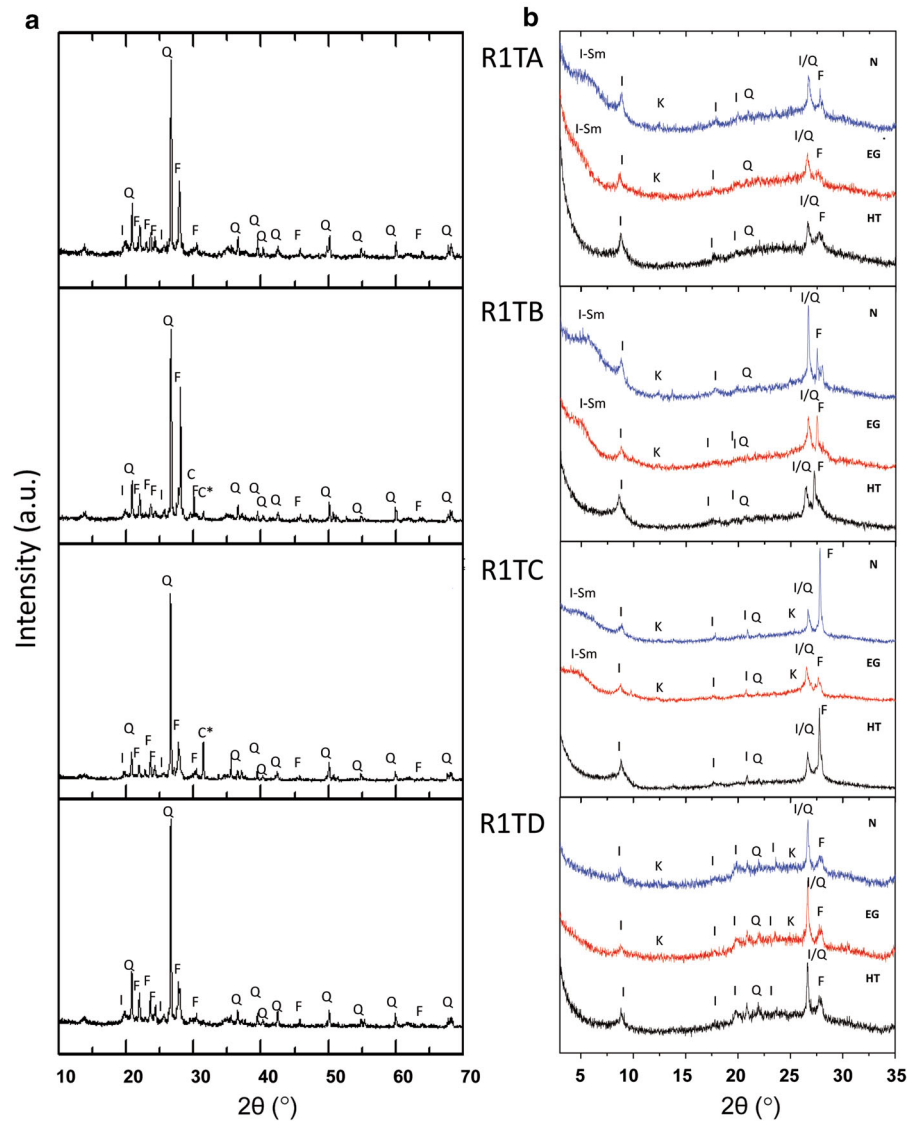 a
b
R1TA
Q
F
Q
I F F F I F Q Q Q Q F Q Q Q F Q
R1TB
Q
F
Q
I F F F I C F C* Q Q Q Q F Q Q Q F Q
R1TC
Q
F C*
Q
I F F F I F Q Q Q Q F Q Q Q F Q
R1TD
Q
F
Q
I F F F I F Q Q Q Q F Q Q Q F Q
Intensity (a.u.)
10 20 30 40 50 60 70
2θ (°)
I-Sm I K I I Q I/Q F N
I-Sm I K I Q I/Q F EG
I I I Q I/Q F HT
I-Sm I K I Q I/Q F N
I-Sm I K I I I Q I/Q F EG
I I I Q I/Q F HT
I-Sm I K I I Q K I/Q F N
I-Sm I K I I Q K I/Q F EG
I I I Q I/Q F HT
I K I I Q I K I/Q F N
I K I I Q I K I/Q F EG
I I I Q I I/Q F HT
5 10 15 20 25 30 35
2θ (°)